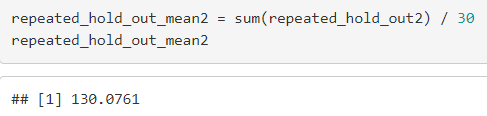 repeated_hold_out_mean2 = sum(repeated_hold_out2) / 30
repeated_hold_out_mean2
## [1] 130.0761